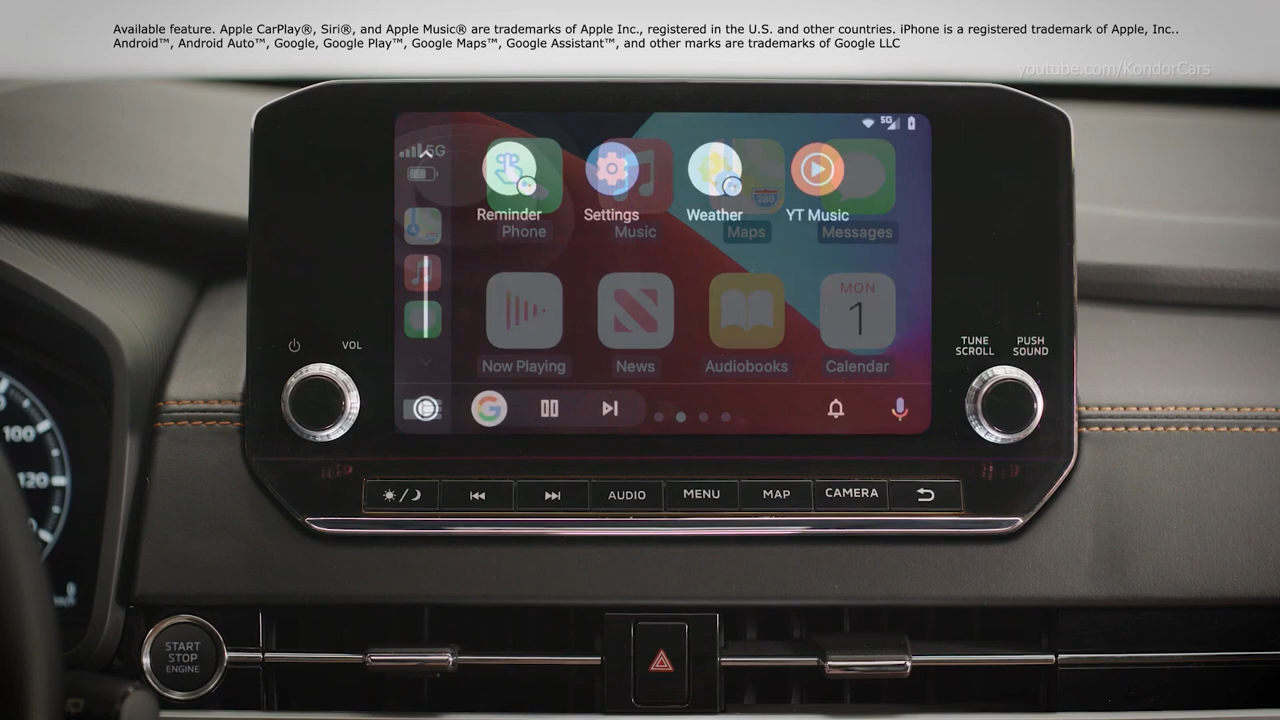 Available feature. Apple CarPlay®, Siri®, and Apple Music® are trademarks of Apple Inc., registered in the U.S. and other countries. iPhone is a registered trademark of Apple, Inc..
Android™, Android Auto™, Google, Google Play™, Google Maps™, Google Assistant™, and other marks are trademarks of Google LLC
youtube.com/KondorCars
5G
5G
Reminder Settings Weather YT Music
Phone Music Maps Messages
MON
1
Now Playing News Audiobooks Calendar
VOL
TUNE SCROLL
PUSH SOUND
G
AUDIO MENU MAP CAMERA
100
120
START
STOP
ENGINE